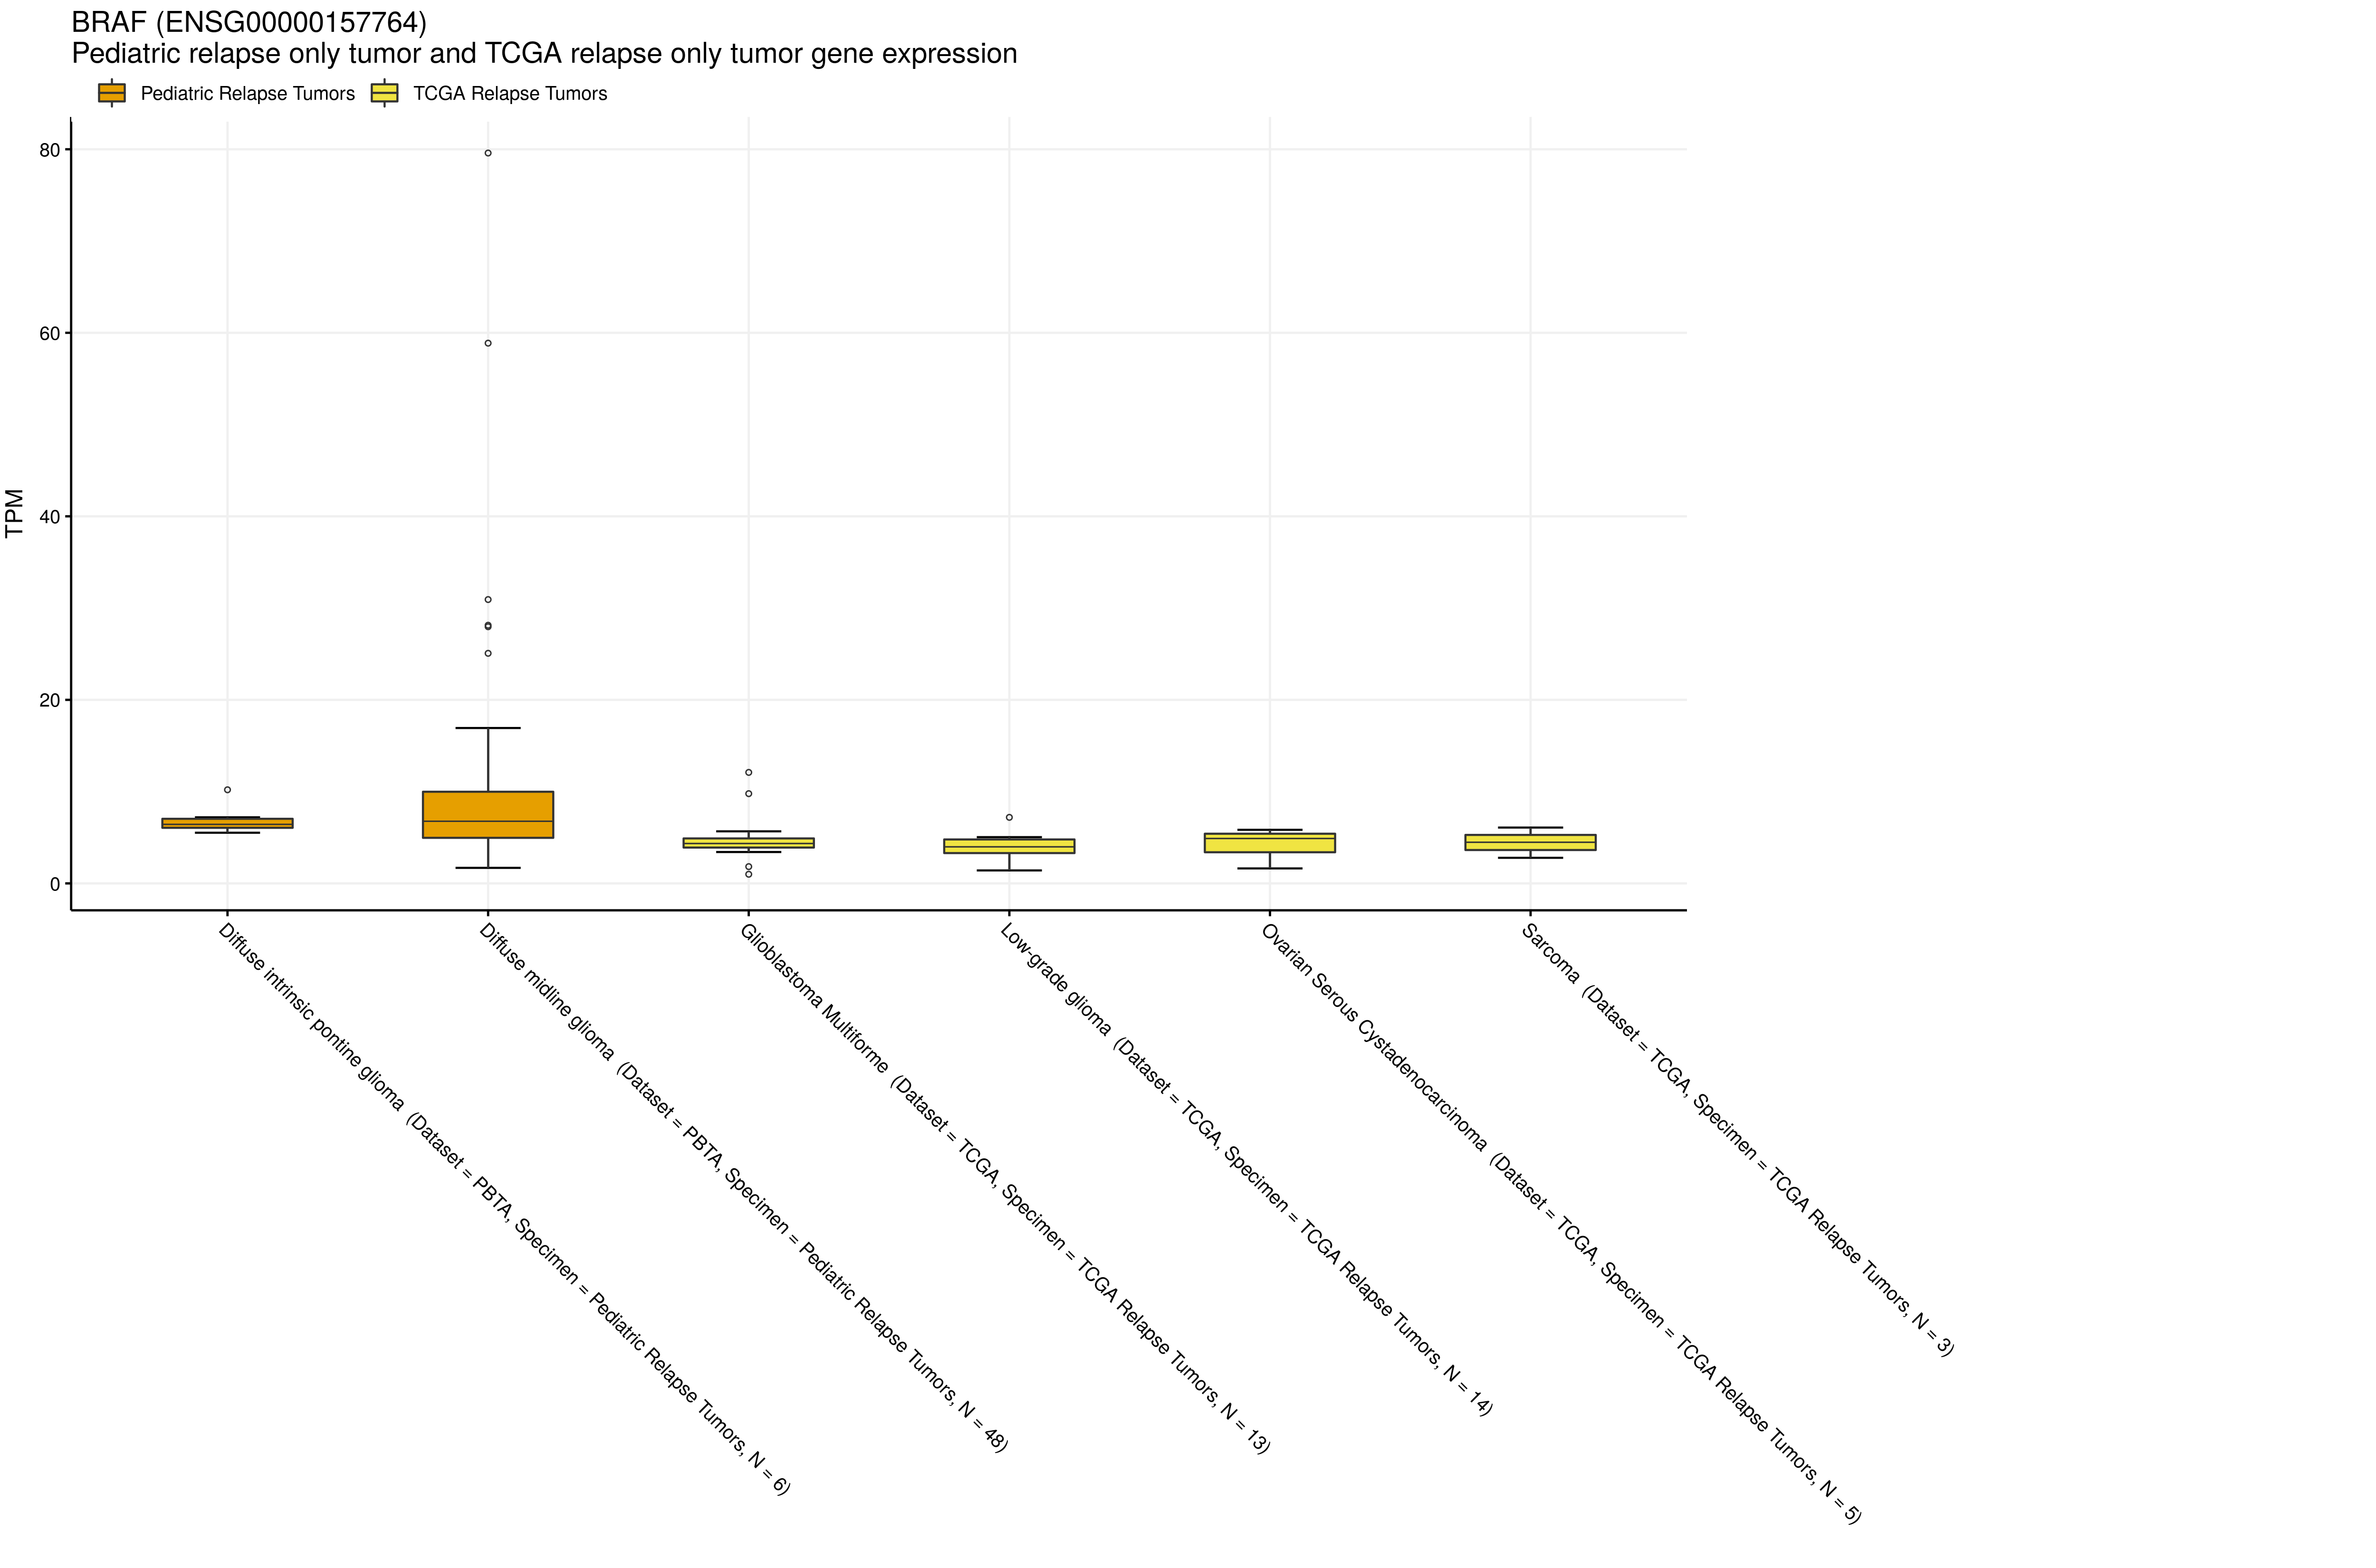 BRAF (ENSG00000157764)
Pediatric relapse only tumor and TCGA relapse only tumor gene expression
Pediatric Relapse Tumors
TCGA Relapse Tumors
TPM
80
60
40
20
0
Diffuse intrinsic pontine glioma (Dataset = PBTA, Specimen = Pediatric Relapse Tumors, N = 6)
Diffuse midline glioma (Dataset = PBTA, Specimen = Pediatric Relapse Tumors, N = 48)
Glioblastoma Multiforme (Dataset = TCGA, Specimen = TCGA Relapse Tumors, N = 13)
Low-grade glioma (Dataset = TCGA, Specimen = TCGA Relapse Tumors, N = 14)
Ovarian Serous Cystadenocarcinoma (Dataset = TCGA, Specimen = TCGA Relapse Tumors, N = 5)
Sarcoma (Dataset = TCGA, Specimen = TCGA Relapse Tumors, N = 3)